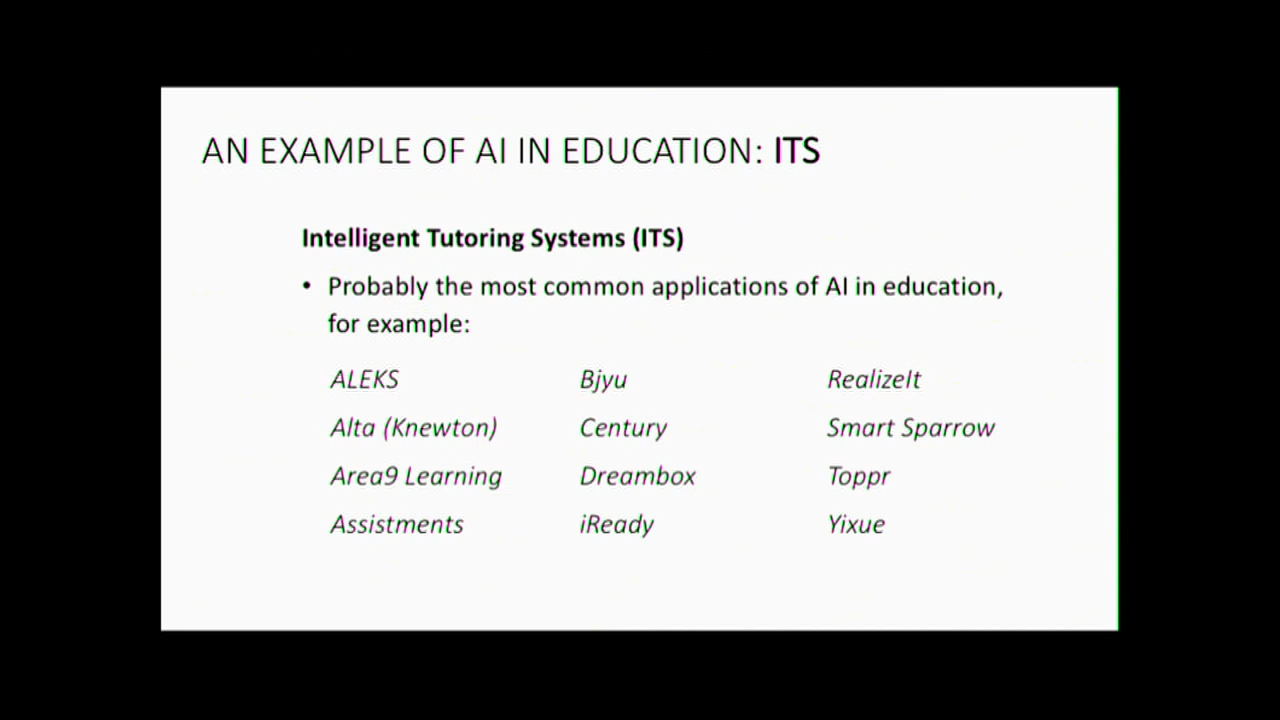 AN EXAMPLE OF AI IN EDUCATION: ITS
Intelligent Tutoring Systems (ITS)
• Probably the most common applications of AI in education,
for example:
ALEKS Bjyu RealizeIt
Alta (Knewton) Century Smart Sparrow
Area9 Learning Dreambox Toppr
Assistments iReady Yixue